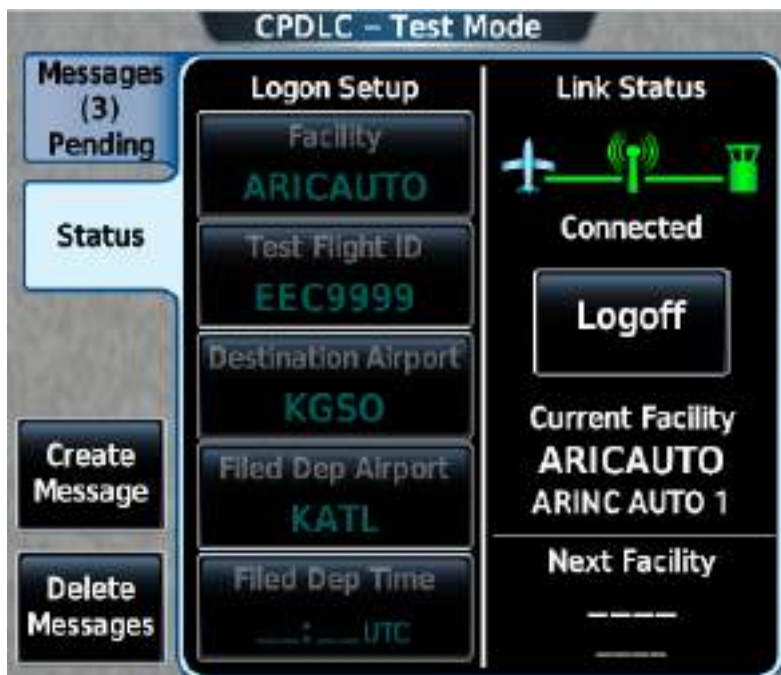 CPDLC – Test Mode
Messages
(3)
Pending
Status
Create
Message
Delete
Messages
Logon Setup
Facility
ARICAUTO
Test Flight ID
EEC9999
Destination Airport
KGSO
Filed Dep Airport
KATL
Filed Dep Time
__:__ UTC
Link Status
Connected
Logoff
Current Facility
ARICAUTO
ARINC AUTO 1
Next Facility
____
____